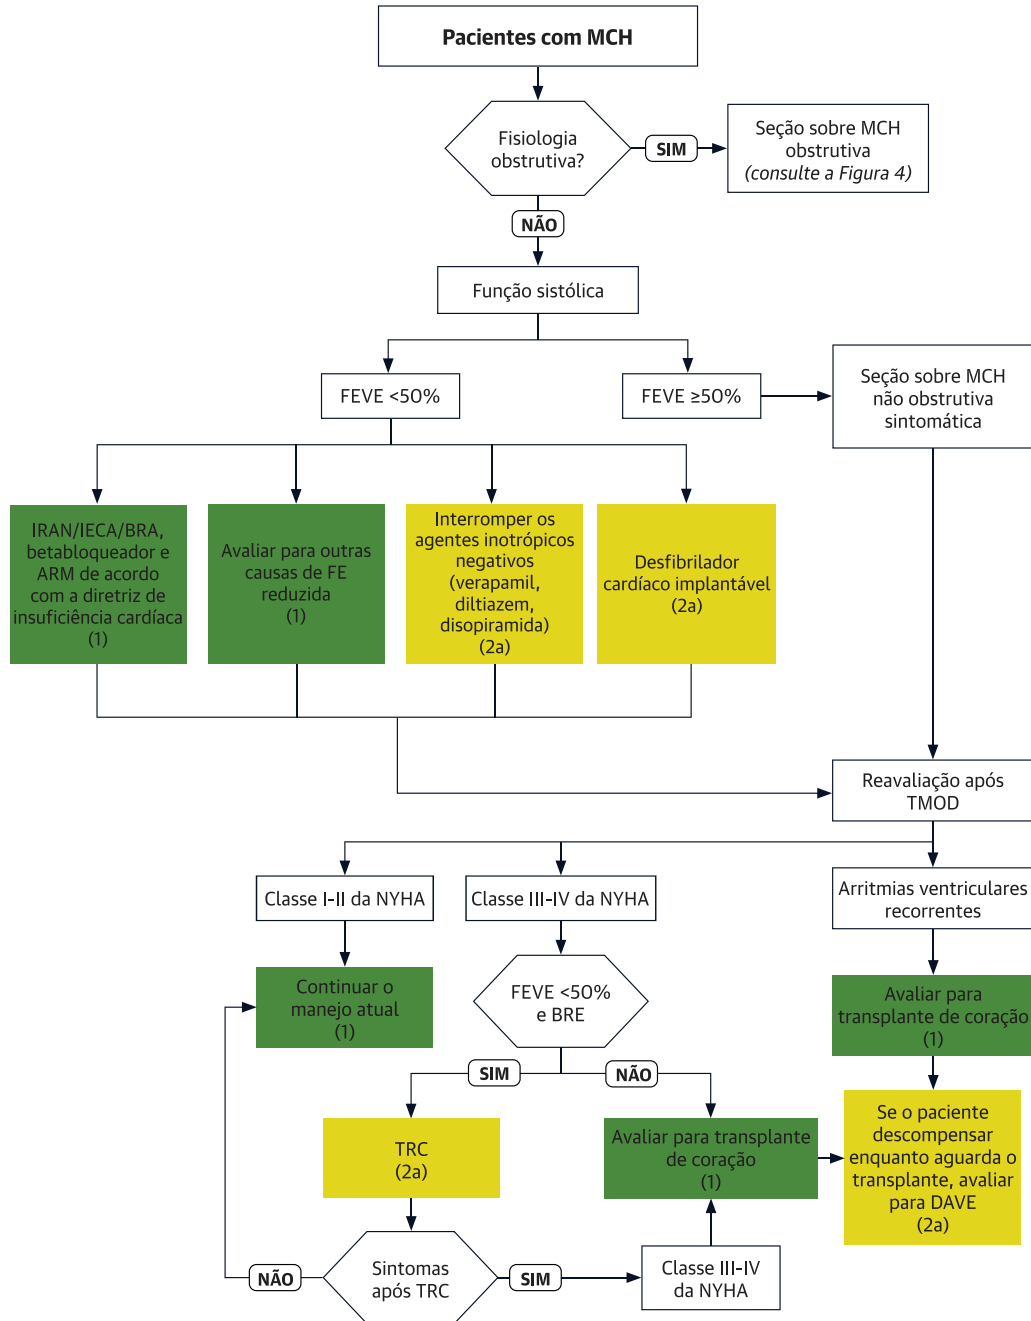 Pacientes com MCH
Fisiologia
obstrutiva?
SIM
Seção sobre MCH
obstrutiva
(consulte a Figura 4)
NÃO
Função sistólica
FEVE <50%
FEVE ≥50%
Seção sobre MCH
não obstrutiva
sintomática
IRAN/IECA/BRA,
betabloqueador e
ARM de acordo
com a diretriz de
insuficiência cardíaca
(1)
Avaliar para outras
causas de FE
reduzida
(1)
Interromper os
agentes inotrópicos
negativos
(verapamil,
diltiazem,
disopiramida)
(2a)
Desfibrilador
cardíaco implantável
(2a)
Reavaliação após
TMOD
Classe I-II da NYHA
Classe III-IV da NYHA
Arritmias ventriculares
recorrentes
Continuar o
manejo atual
(1)
FEVE <50%
e BRE
Avaliar para
transplante de coração
(1)
SIM
NÃO
TRC
(2a)
Avaliar para transplante
de coração
(1)
Se o paciente
descompensar
enquanto aguarda o
transplante, avaliar
para DAVE
(2a)
NÃO
Sintomas
após TRC
SIM
Classe III-IV
da NYHA